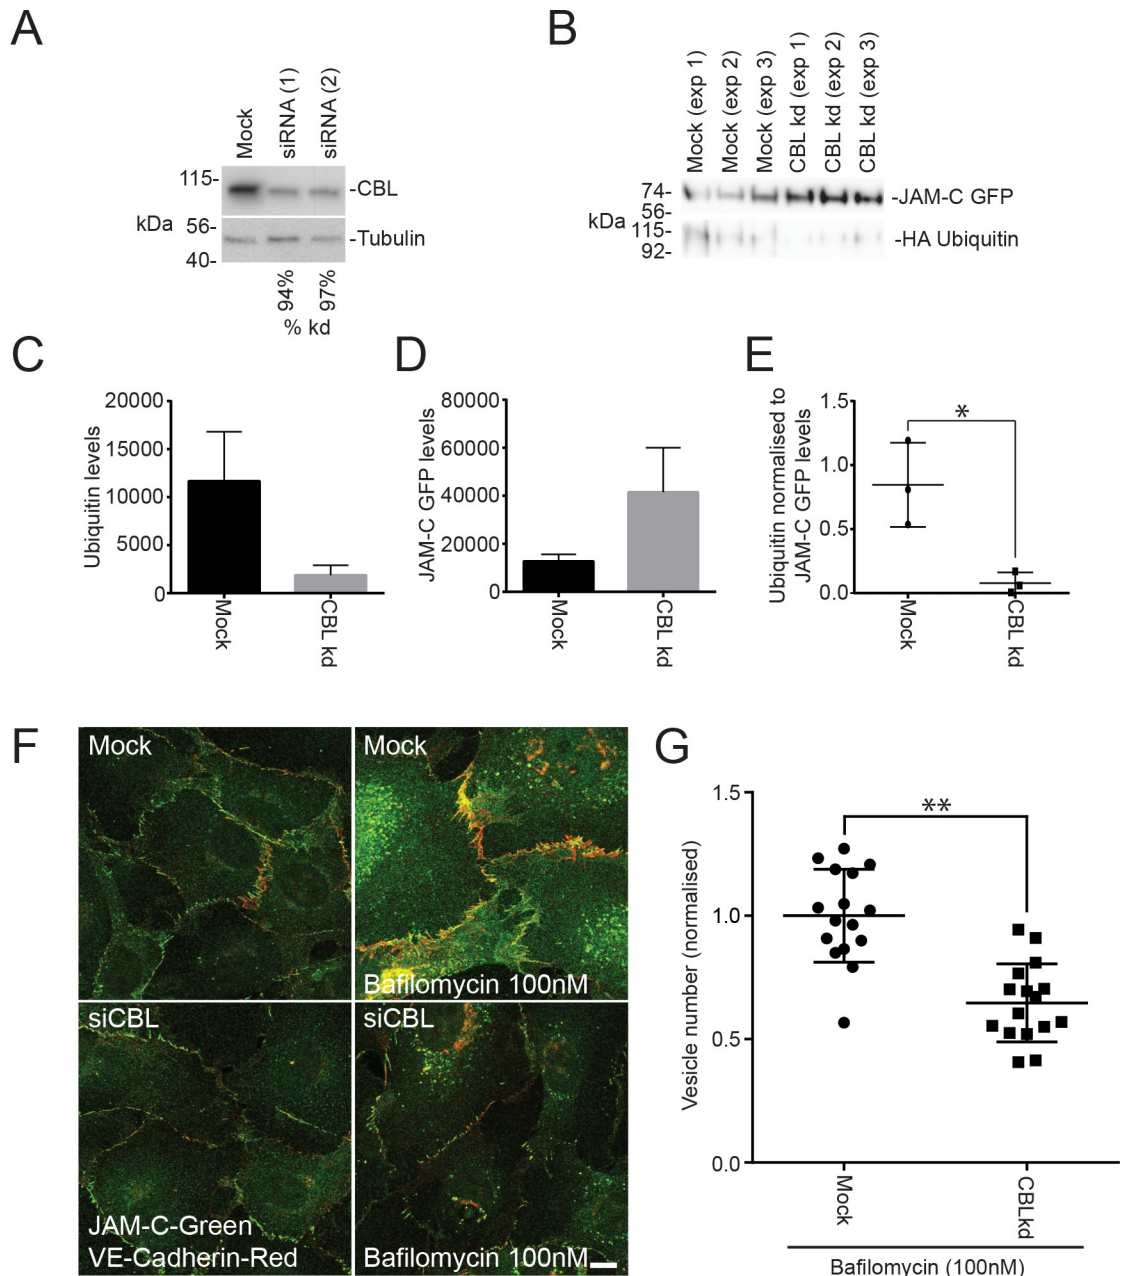 A
Mock
siRNA (1)
siRNA (2)
115-
-CBL
kDa
56-
-Tubulin
40-
94%
97%
% kd
B
Mock (exp 1)
Mock (exp 2)
Mock (exp 3)
CBL kd (exp 1)
CBL kd (exp 2)
CBL kd (exp 3)
74-
-JAM-C GFP
56-
kDa
115-
-HA Ubiquitin
92-
C
Ubiquitin levels
20000
15000
10000
5000
0
Mock
CBL kd
D
JAM-C GFP levels
80000
60000
40000
20000
0
Mock
CBL kd
E
Ubiquitin normalised to
JAM-C GFP levels
1.5
1.0
0.5
0.0
*
Mock
CBL kd
F
Mock
Mock
Bafilomycin 100nM
siCBL
siCBL
JAM-C-Green
VE-Cadherin-Red
Bafilomycin 100nM
G
Vesicle number (normalised)
1.5
1.0
0.5
0.0
**
Mock
CBLkd
Bafilomycin (100nM)